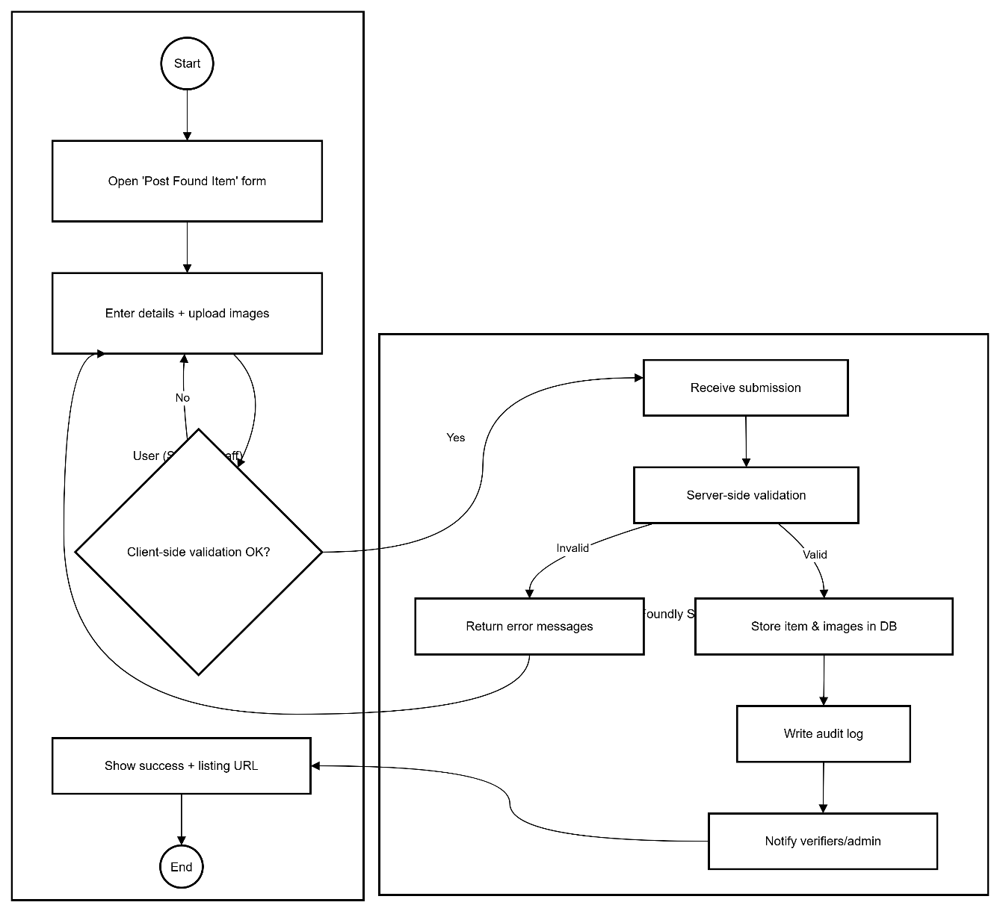 Start
Open 'Post Found Item' form
Enter details + upload images
No
User (
Client-side validation OK?
Yes
Receive submission
Server-side validation
Invalid
Valid
Return error messages
Foundly S
Store item & images in DB
Write audit log
Notify verifiers/admin
Show success + listing URL
End